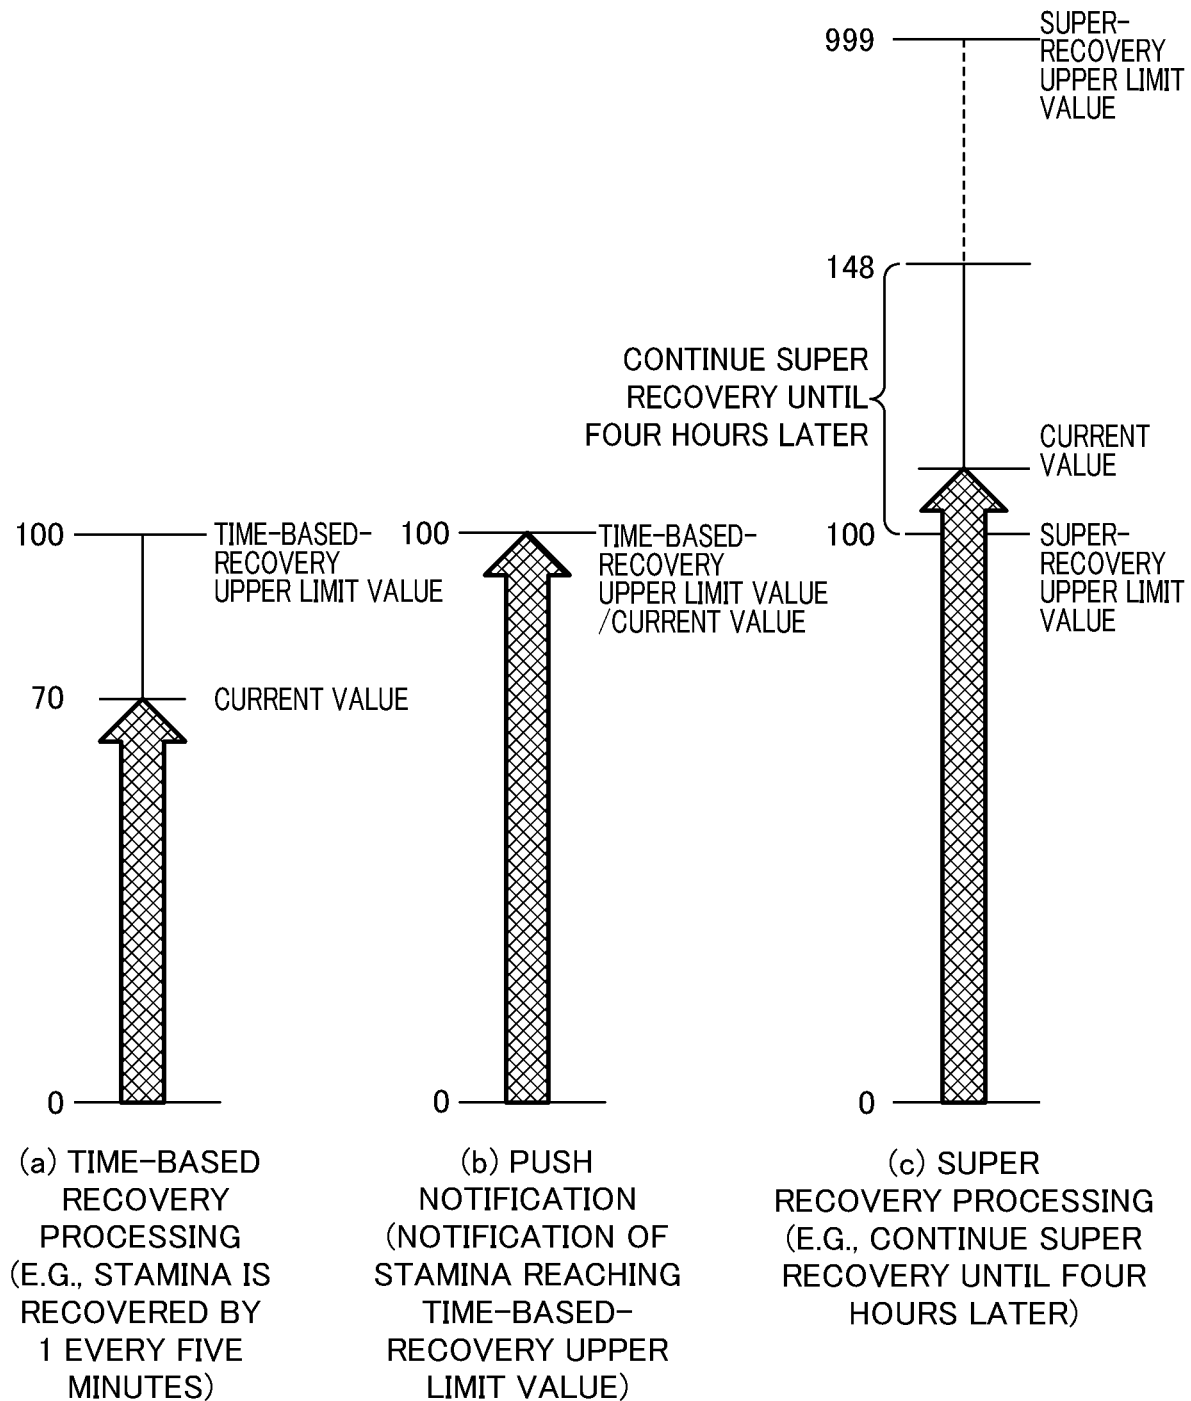 999
SUPER-
RECOVERY
UPPER LIMIT
VALUE
148
CONTINUE SUPER
RECOVERY UNTIL
FOUR HOURS LATER
CURRENT
VALUE
100
TIME-BASED-
RECOVERY
UPPER LIMIT VALUE
100
TIME-BASED-
RECOVERY
UPPER LIMIT VALUE
/CURRENT VALUE
100
SUPER-
RECOVERY
UPPER LIMIT
VALUE
70
CURRENT VALUE
0
0
0
(a) TIME-BASED
RECOVERY
PROCESSING
(E.G., STAMINA IS
RECOVERED BY
1 EVERY FIVE
MINUTES)
(b) PUSH
NOTIFICATION
(NOTIFICATION OF
STAMINA REACHING
TIME-BASED-
RECOVERY UPPER
LIMIT VALUE)
(c) SUPER
RECOVERY PROCESSING
(E.G., CONTINUE SUPER
RECOVERY UNTIL FOUR
HOURS LATER)